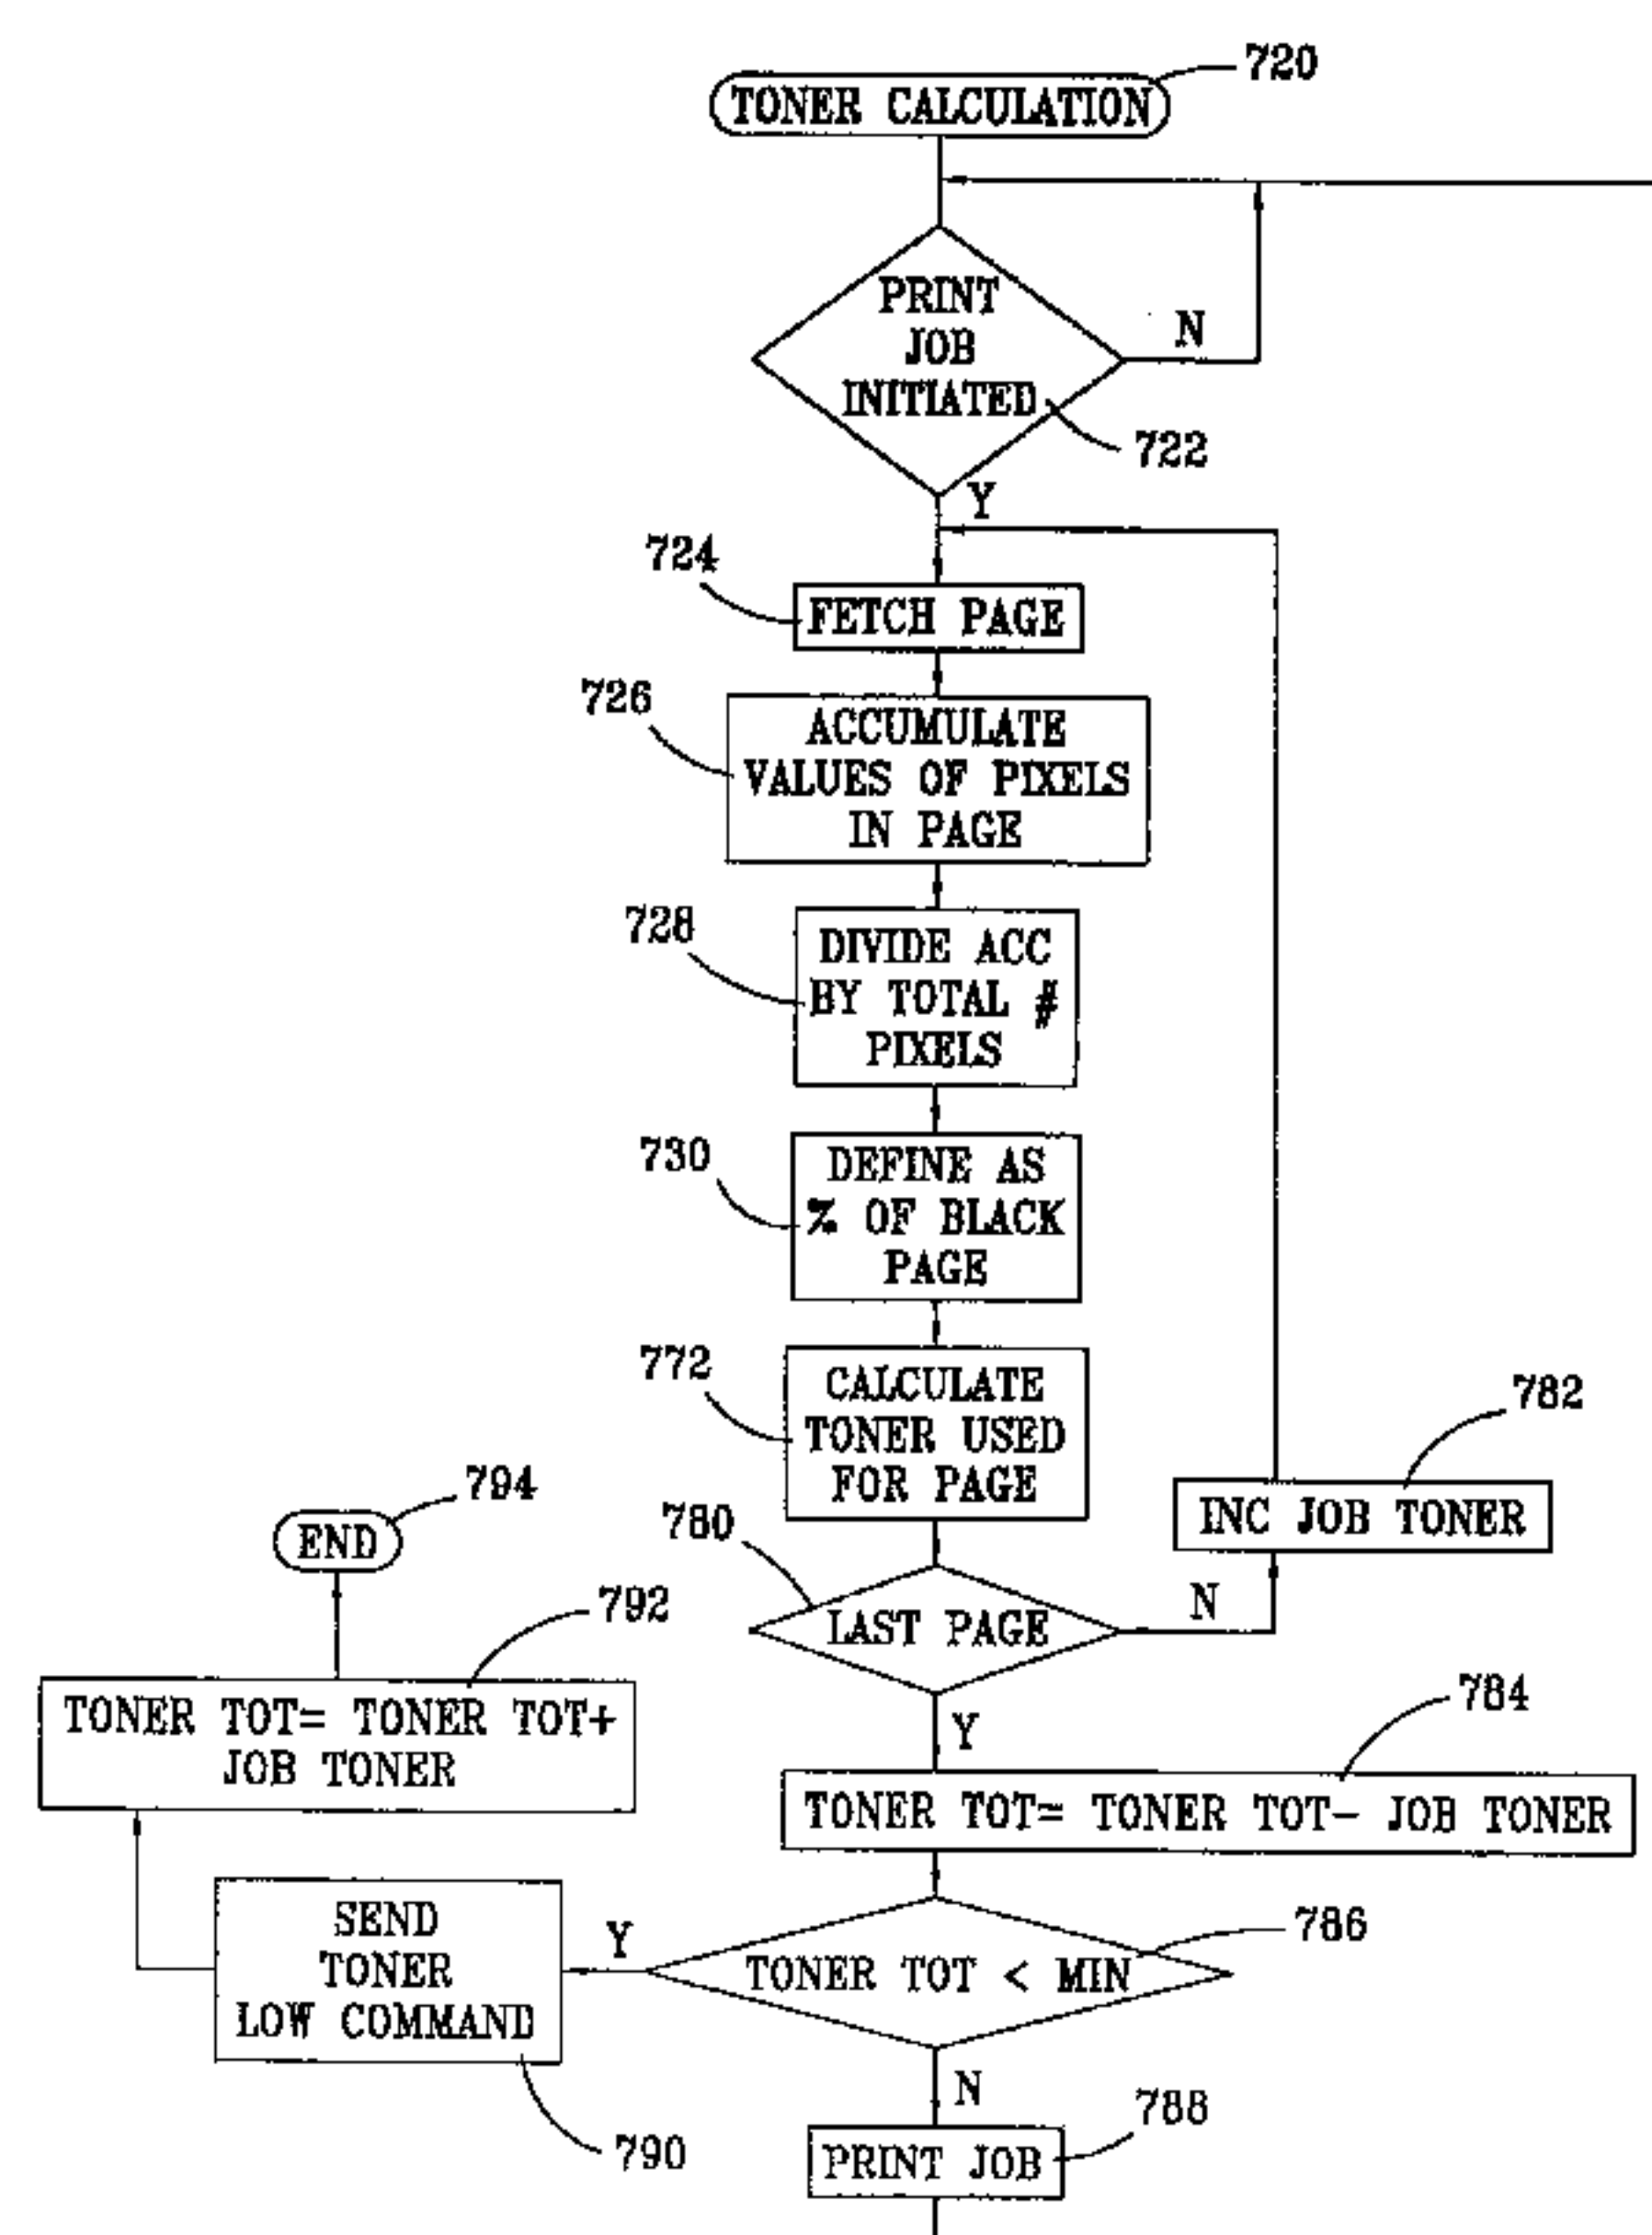 720
TONER CALCULATION
PRINT
JOB
INITIATED
N
722
Y
724
FETCH PAGE
726
ACCUMULATE
VALUES OF PIXELS
IN PAGE
728
DIVIDE ACC
BY TOTAL #
PIXELS
730
DEFINE AS
% OF BLACK
PAGE
772
CALCULATE
TONER USED
FOR PAGE
782
INC JOB TONER
780
LAST PAGE
N
794
END
792
TONER TOT= TONER TOT+
JOB TONER
Y
784
TONER TOT= TONER TOT- JOB TONER
786
TONER TOT < MIN
Y
SEND
TONER
LOW COMMAND
790
N
788
PRINT JOB